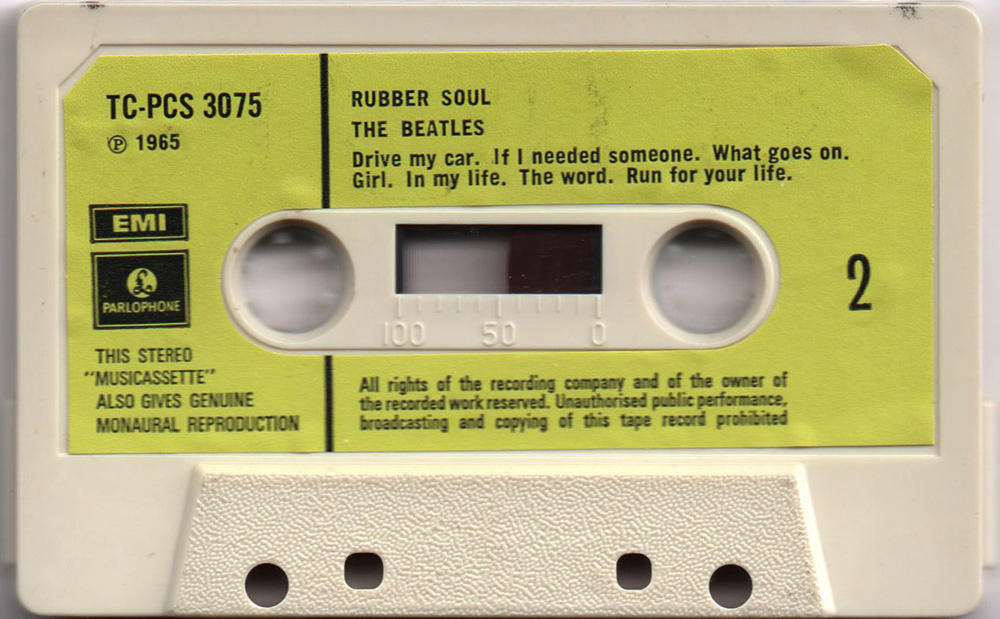 TC-PCS 3075
℗ 1965
RUBBER SOUL
THE BEATLES
Drive my car. If I needed someone. What goes on.
Girl. In my life. The word. Run for your life.
EMI
£
PARLOPHONE
2
100 50 0
THIS STEREO
"MUSICASSETTE"
ALSO GIVES GENUINE
MONAURAL REPRODUCTION
All rights of the recording company and of the owner of
the recorded work reserved. Unauthorised public performance,
broadcasting and copying of this tape record prohibited